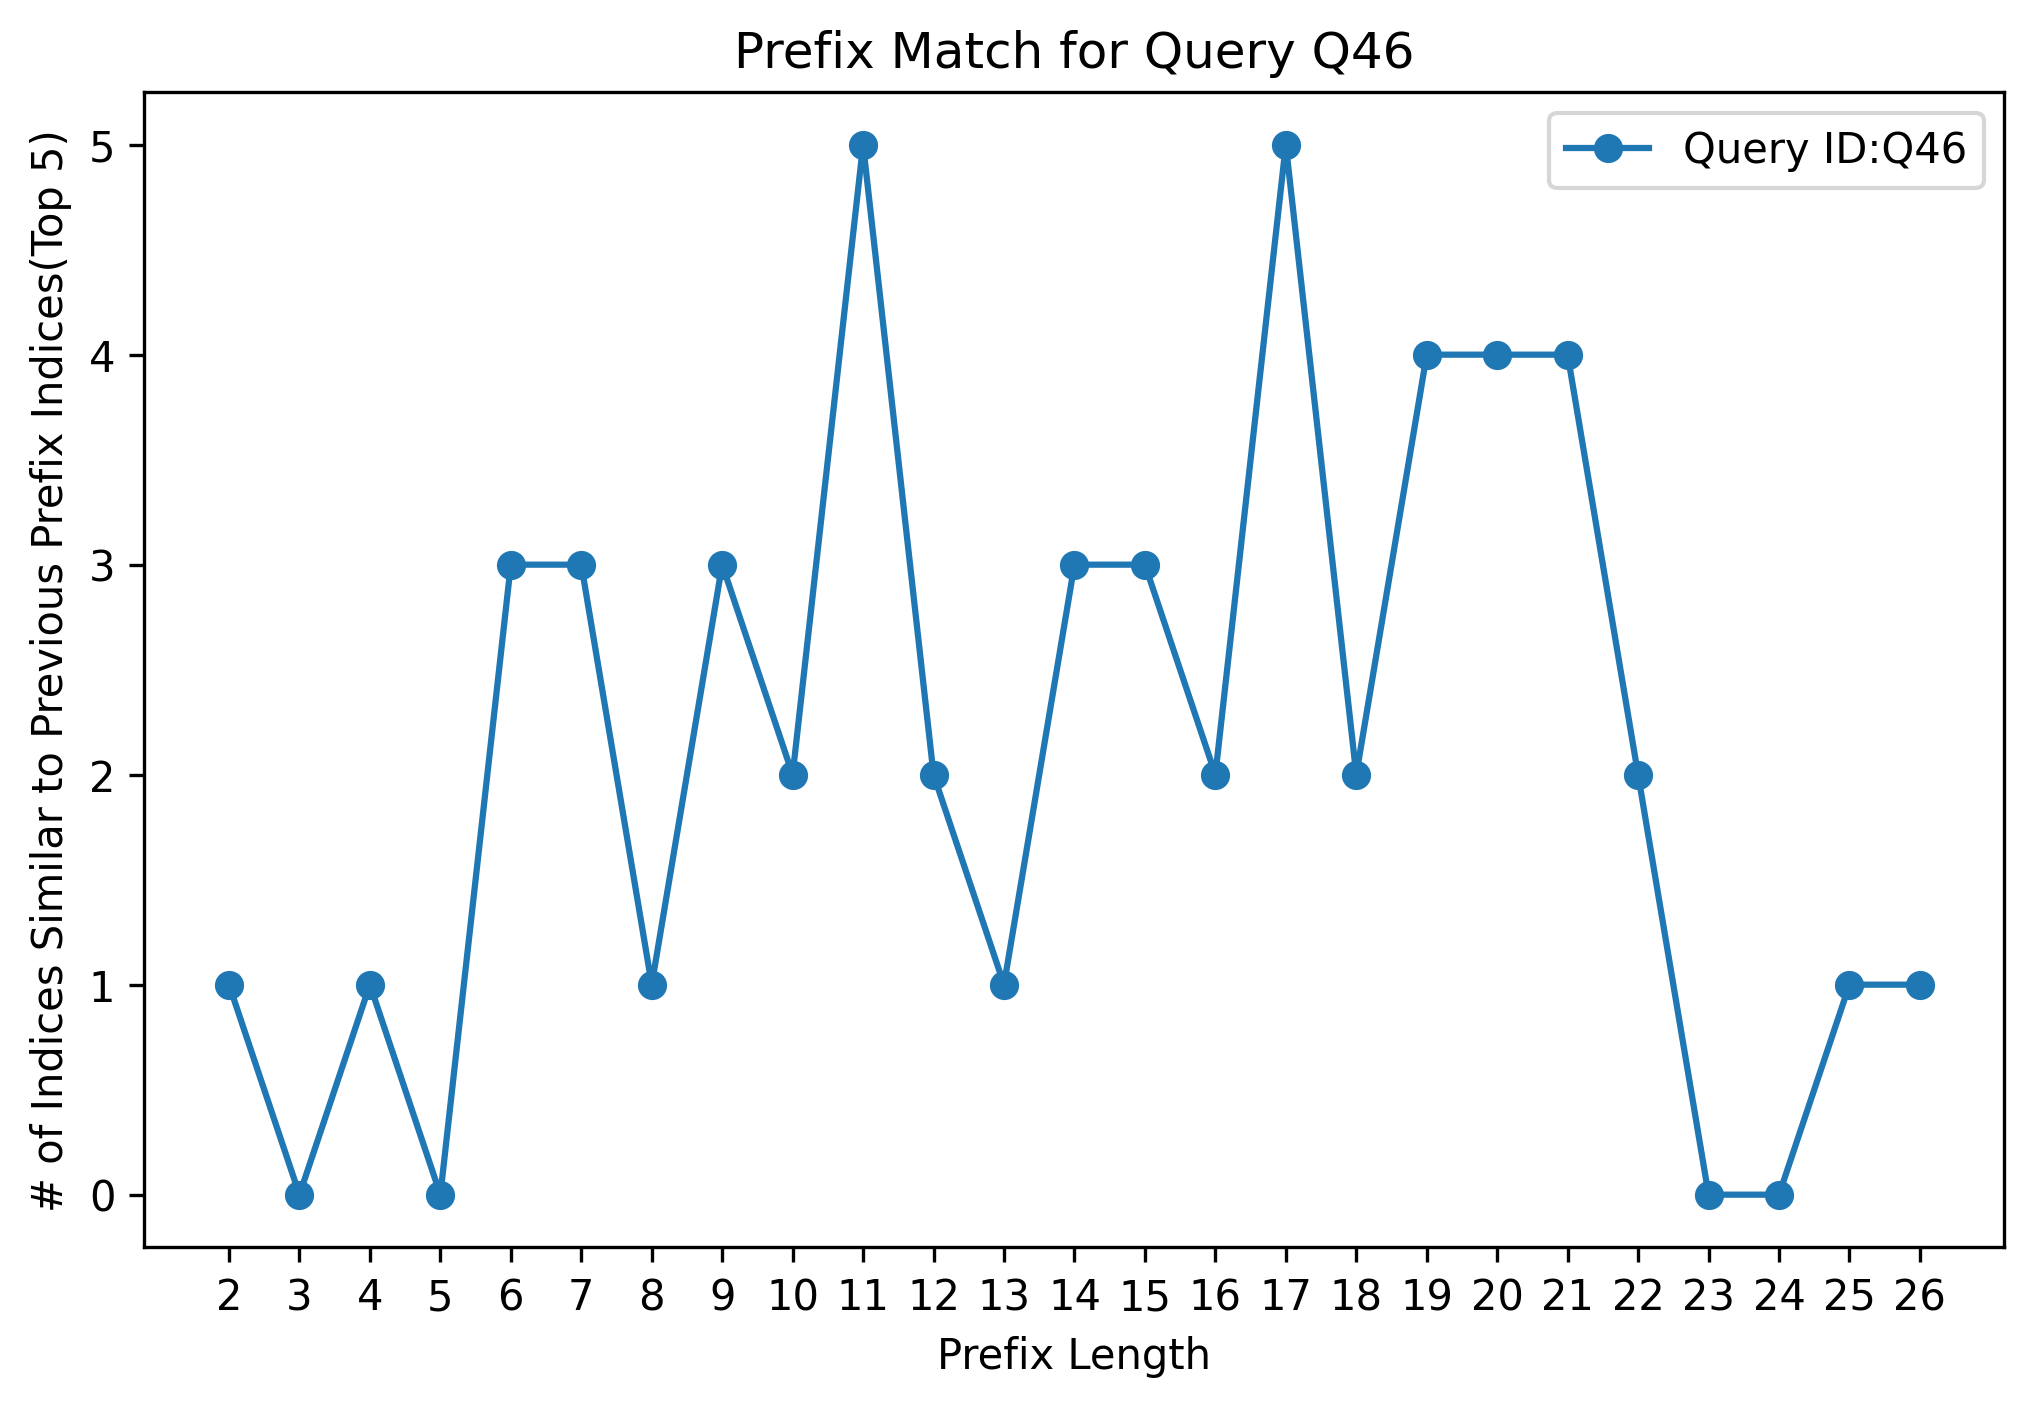 Prefix Match for Query Q46
Query ID:Q46
# of Indices Similar to Previous Prefix Indices(Top 5)
5
4
3
2
1
0
2 3 4 5 6 7 8 9 10 11 12 13 14 15 16 17 18 19 20 21 22 23 24 25 26
Prefix Length